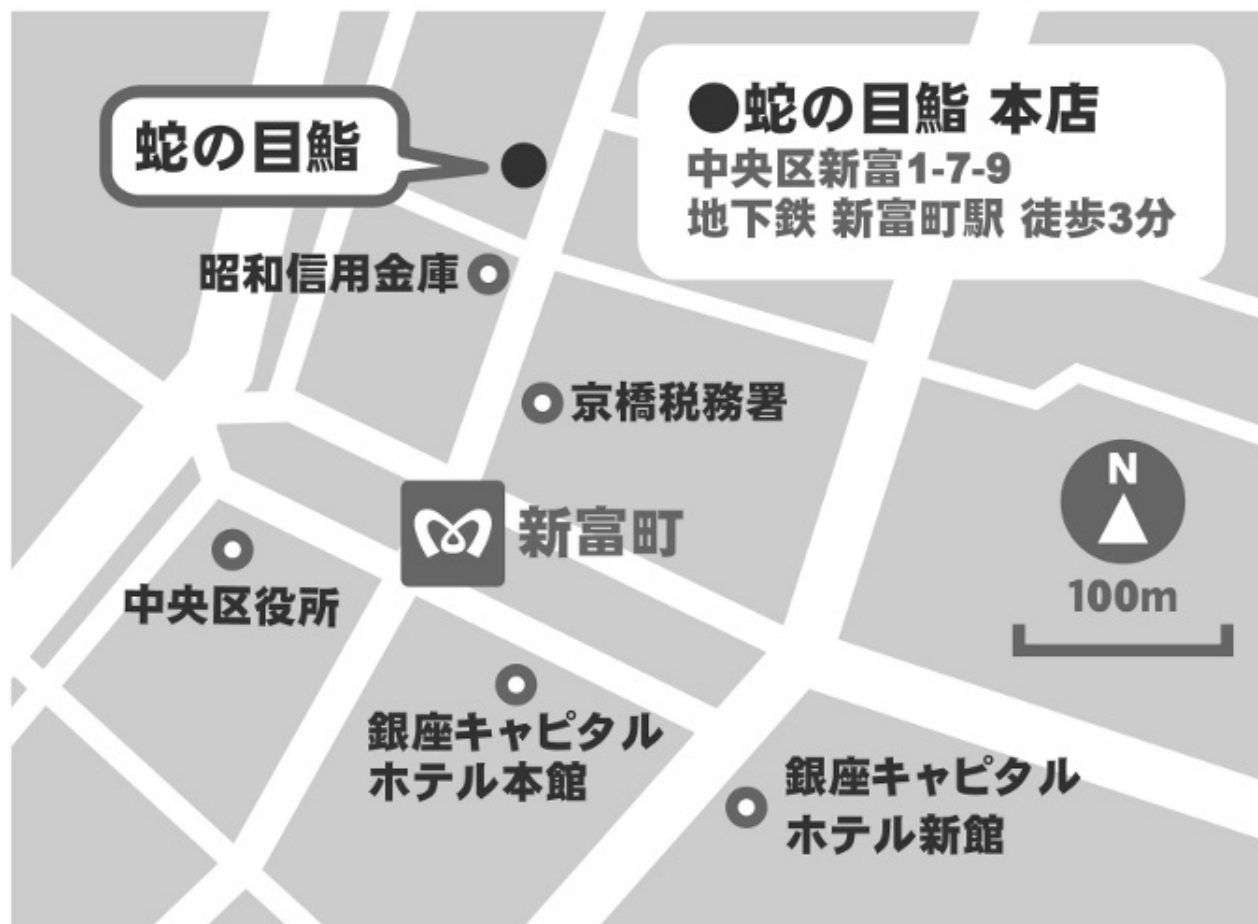 蛇の目鮨
●蛇の目鮨 本店
中央区新富1-7-9
地下鉄 新富町駅 徒歩3分
昭和信用金庫
京橋税務署
新富町
中央区役所
N
100m
銀座キャピタル
ホテル本館
銀座キャピタル
ホテル新館